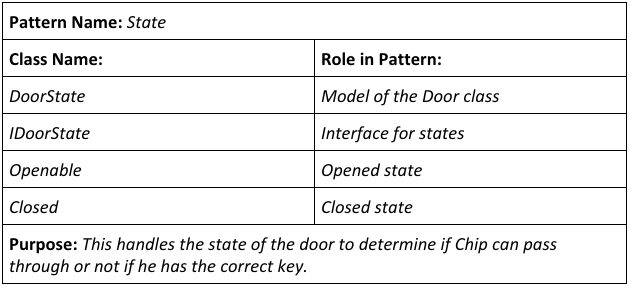 Pattern Name: State
Class Name: Role in Pattern:
DoorState Model of the Door class
IDoorState Interface for states
Openable Opened state
Closed Closed state
Purpose: This handles the state of the door to determine if Chip can pass
through or not if he has the correct key.